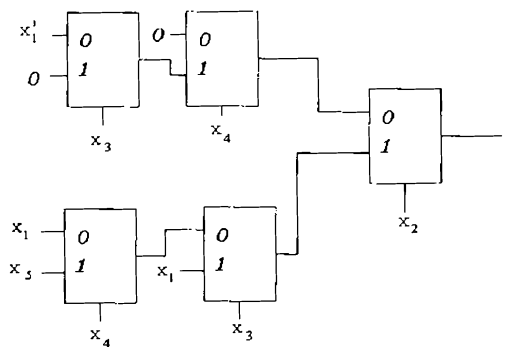 x₁' 0 0 0
0 1 1
x₃ x₄
0
1
x₂
x₁ 0 0
x₅ 1 x₁ 1
x₄ x₃